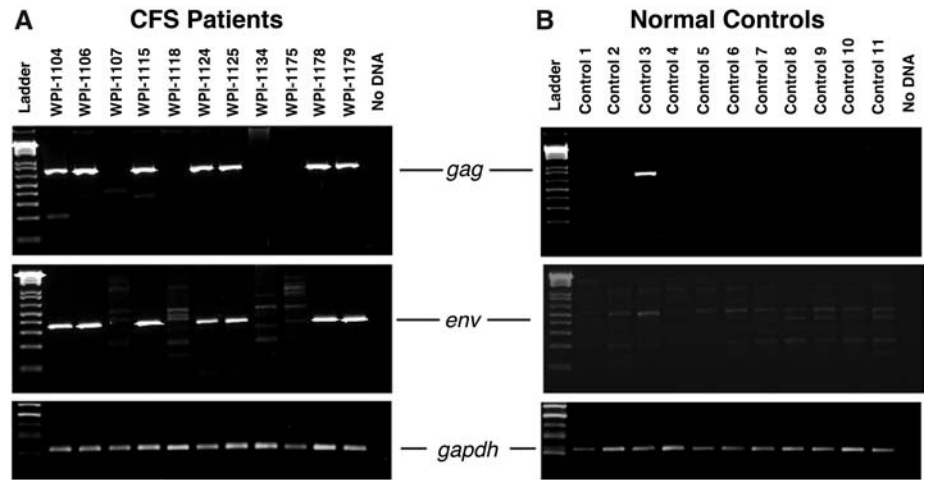 A CFS Patients
Ladder
WPI-1104
WPI-1106
WPI-1107
WPI-1115
WPI-1118
WPI-1124
WPI-1125
WPI-1134
WPI-1175
WPI-1178
WPI-1179
No DNA
B Normal Controls
Ladder
Control 1
Control 2
Control 3
Control 4
Control 5
Control 6
Control 7
Control 8
Control 9
Control 10
Control 11
No DNA
gag
env
gapdh